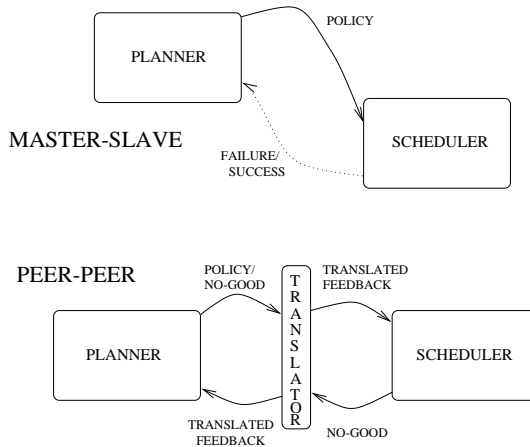 POLICY
PLANNER
MASTER-SLAVE
SCHEDULER
FAILURE/
SUCCESS
PEER-PEER
POLICY/
NO-GOOD
TRANSLATED
FEEDBACK
TRANSLATOR
PLANNER
SCHEDULER
TRANSLATED
FEEDBACK
NO-GOOD